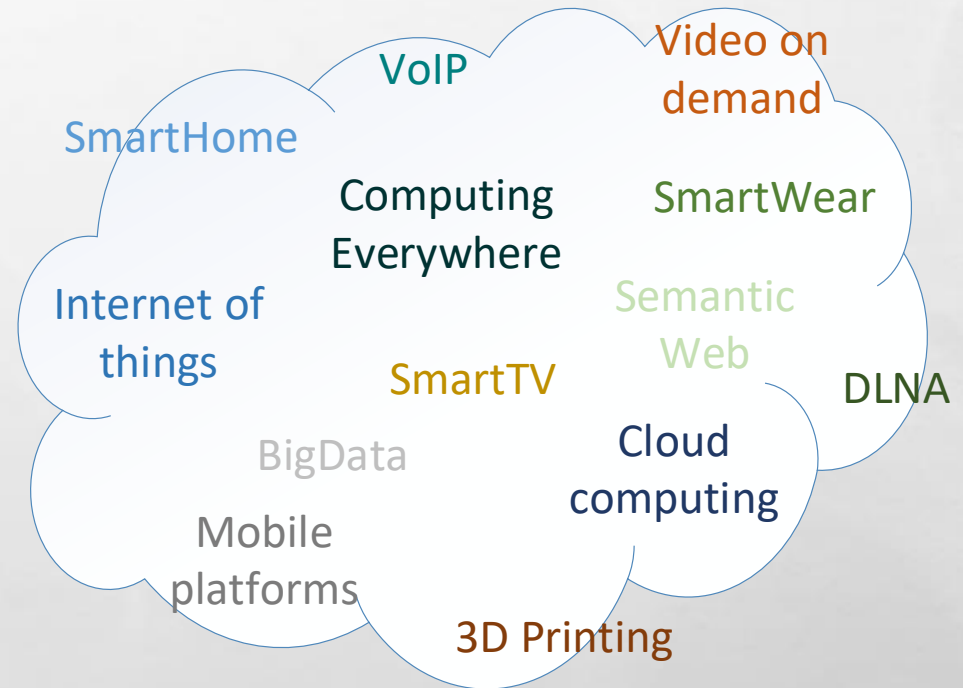 VoIP
Video on
demand
SmartHome
Computing
Everywhere
SmartWear
Internet of
things
Semantic
Web
SmartTV
DLNA
BigData
Cloud
computing
Mobile
platforms
3D Printing